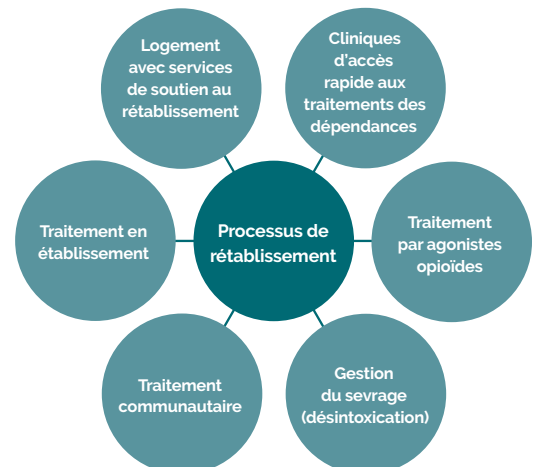 Logement
avec services
de soutien au
rétablissement
Cliniques
d'accès
rapide aux
traitements des
dépendances
Traitement en
établissement
Processus de
rétablissement
Traitement
par agonistes
opioïdes
Traitement
communautaire
Gestion
du sevrage
(désintoxication)